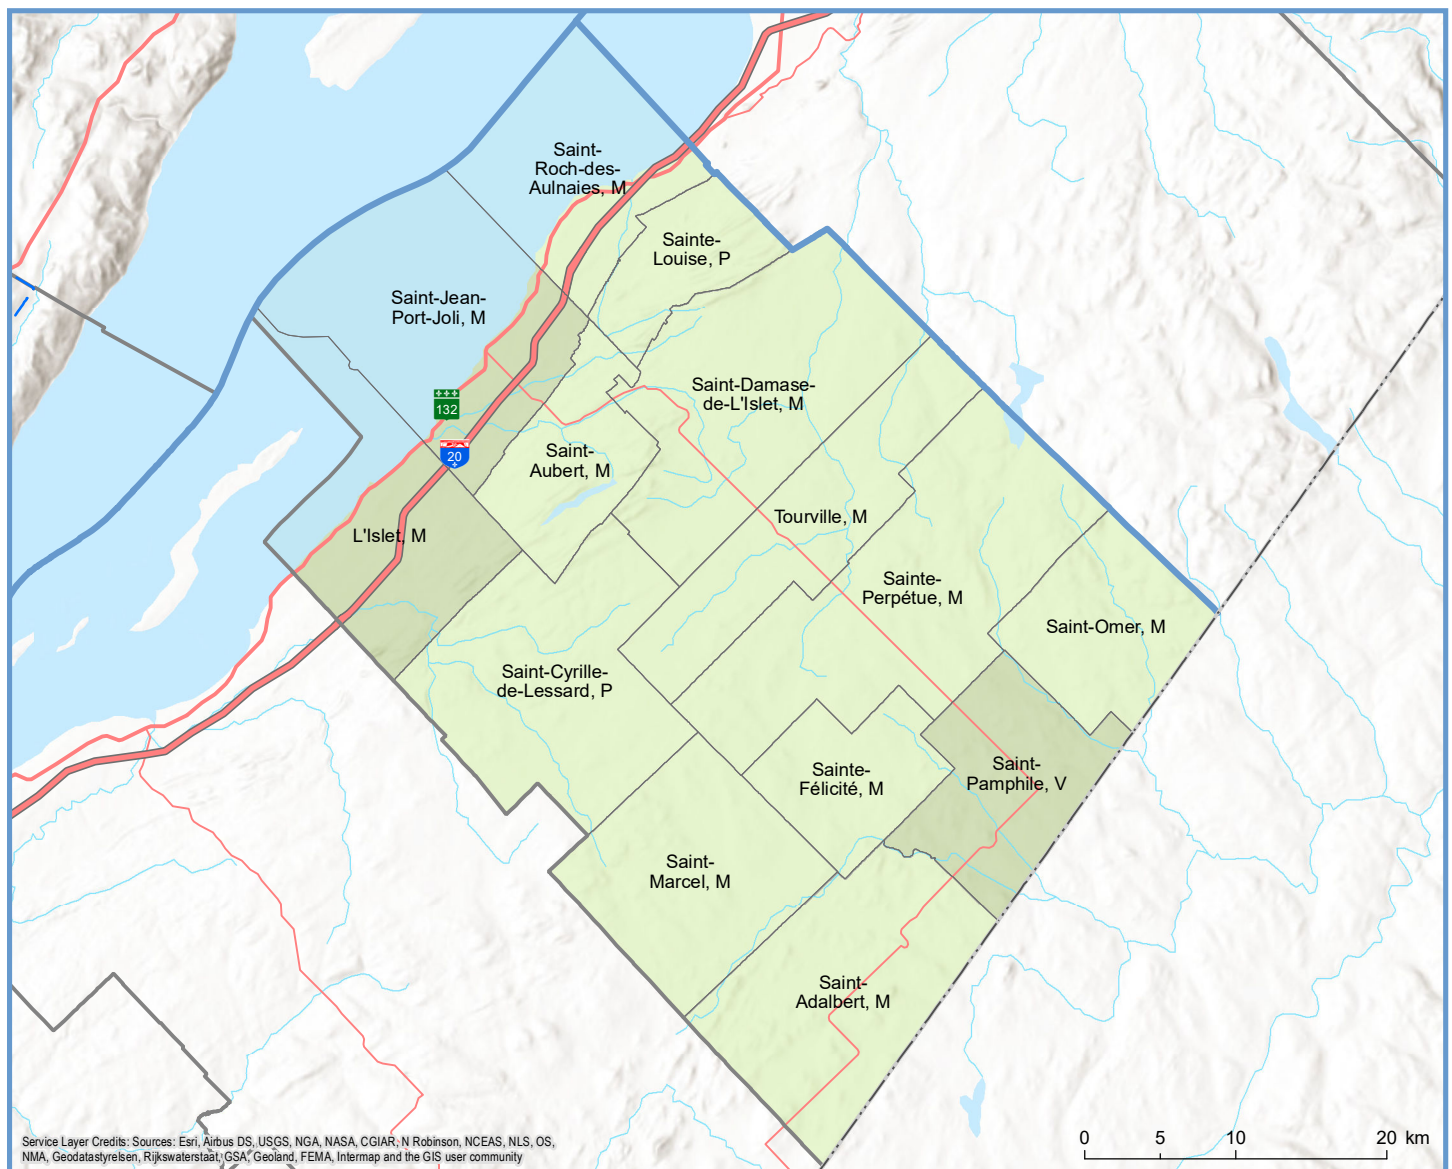 Saint-
Roch-des-
Aulnaies, M
Sainte-
Louise, P
Saint-Jean-
Port-Joli, M
132
20
Saint-Damase-
de-L'Islet, M
Saint-
Aubert, M
L'Islet, M
Tourville, M
Sainte-
Perpétue, M
Saint-Omer, M
Saint-Cyrille-
de-Lessard, P
Sainte-
Félicité, M
Saint-
Pamphile, V
Saint-
Marcel, M
Saint-
Adalbert, M
Service Layer Credits: Sources: Esri, Airbus DS, USGS, NGA, NASA, CGIAR, N Robinson, NCEAS, NLS, OS,
NMA, Geodatastyrelsen, Rijkswaterstaat, GSA, Geoland, FEMA, Intermap and the GIS user community
0 5 10 20 km